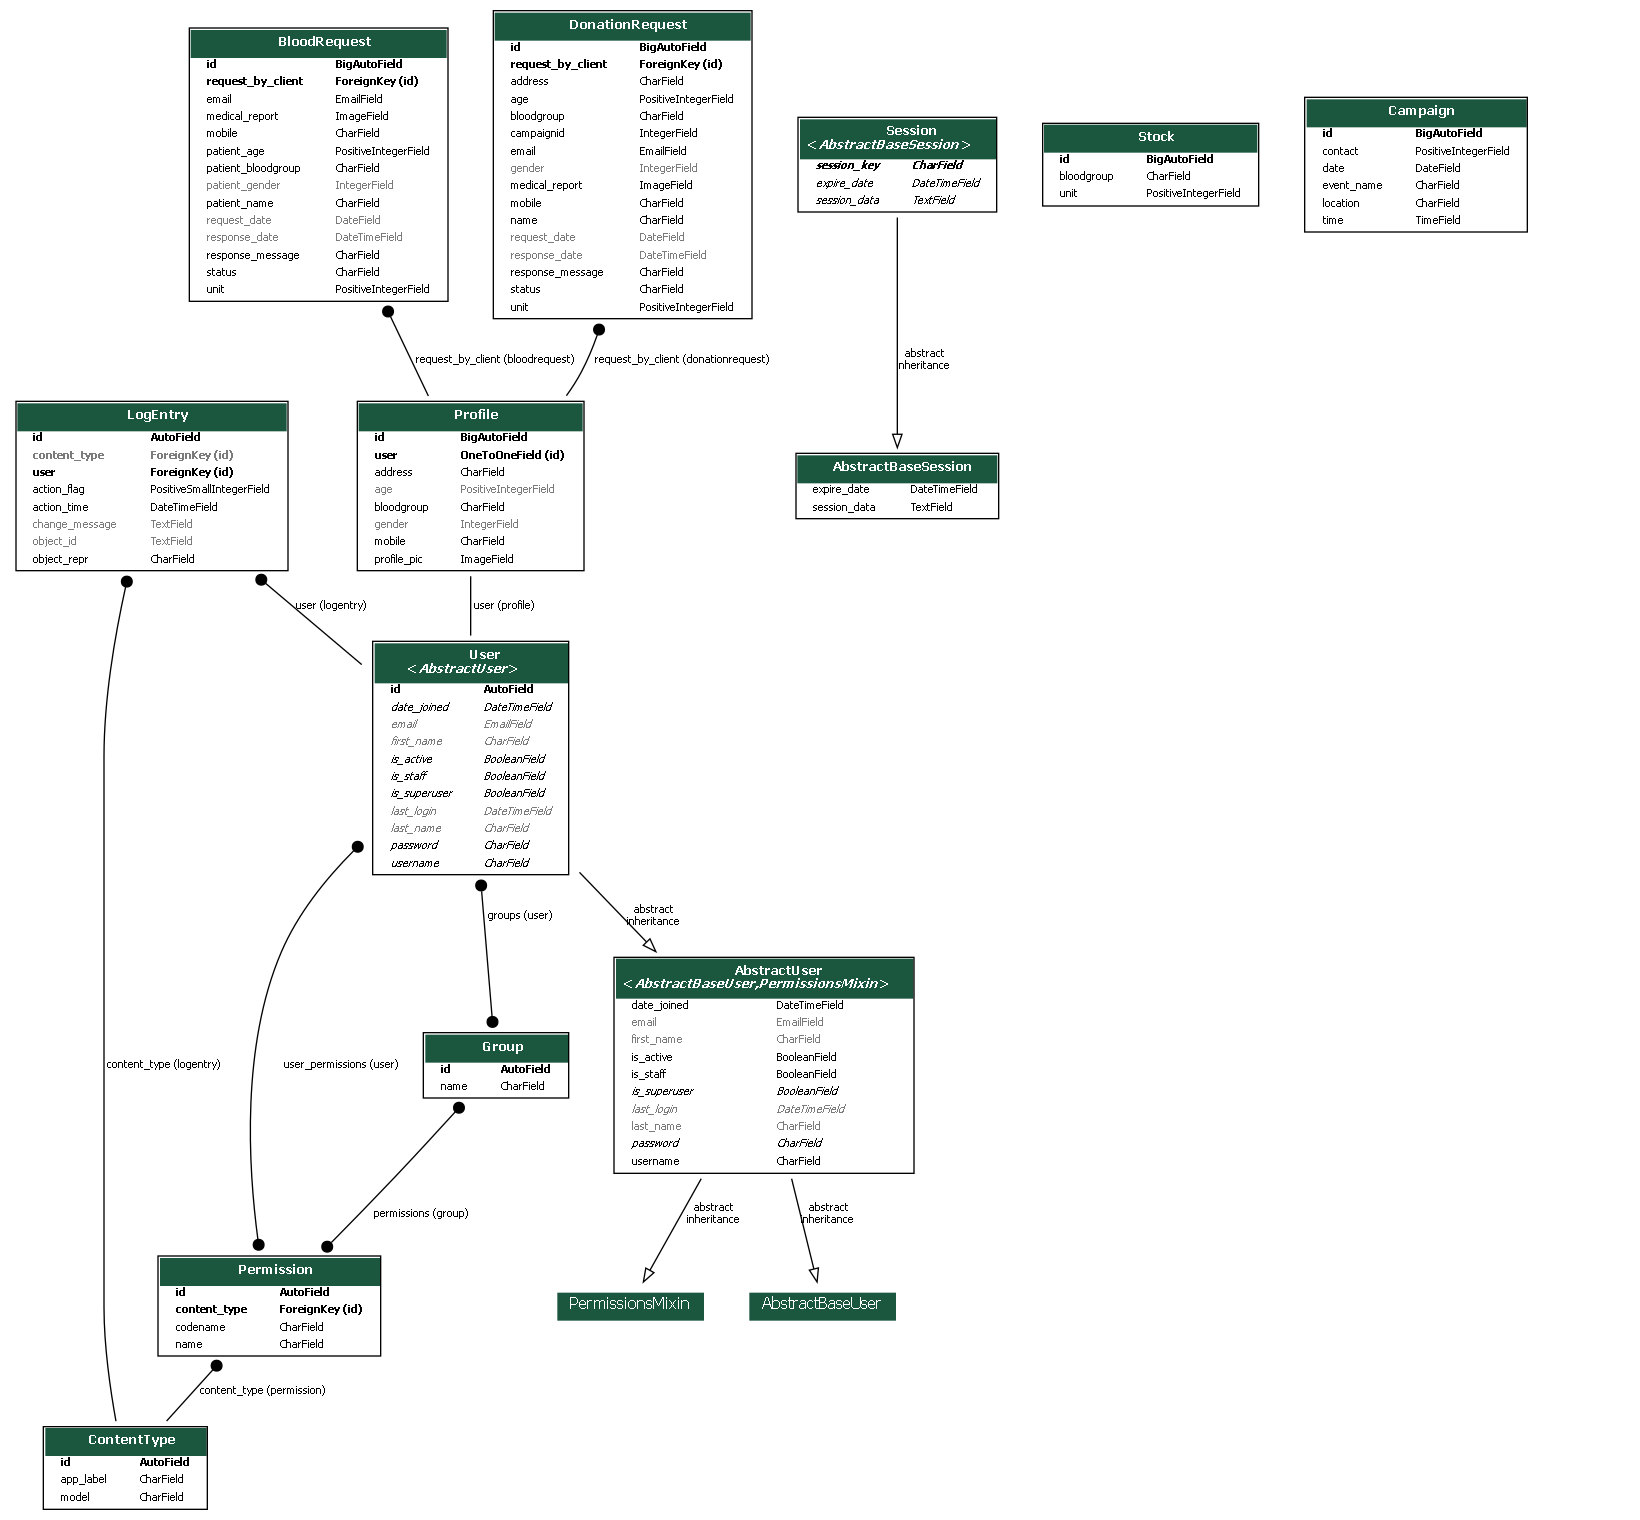 BloodRequest
id BigAutoField
request_by_client ForeignKey (id)
email EmailField
medical_report ImageField
mobile CharField
patient_age PositiveIntegerField
patient_bloodgroup CharField
patient_gender IntegerField
patient_name CharField
request_date DateField
response_date DateTimeField
response_message CharField
status CharField
unit PositiveIntegerField
DonationRequest
id BigAutoField
request_by_client ForeignKey (id)
address CharField
age PositiveIntegerField
bloodgroup CharField
campaignid IntegerField
email EmailField
gender IntegerField
medical_report ImageField
mobile CharField
name CharField
request_date DateField
response_date DateTimeField
response_message CharField
status CharField
unit PositiveIntegerField
Session
<AbstractBaseSession>
session_key CharField
expire_date DateTimeField
session_data TextField
Stock
id BigAutoField
bloodgroup CharField
unit PositiveIntegerField
Campaign
id BigAutoField
contact PositiveIntegerField
date DateField
event_name CharField
location CharField
time TimeField
request_by_client (bloodrequest)
request_by_client (donationrequest)
abstract
inheritance
LogEntry
id AutoField
content_type ForeignKey (id)
user ForeignKey (id)
action_flag PositiveSmallIntegerField
action_time DateTimeField
change_message TextField
object_id TextField
object_repr CharField
Profile
id BigAutoField
user OneToOneField (id)
address CharField
age PositiveIntegerField
bloodgroup CharField
gender IntegerField
mobile CharField
profile_pic ImageField
AbstractBaseSession
expire_date DateTimeField
session_data TextField
user (logentry)
user (profile)
User
<AbstractUser>
id AutoField
date_joined DateTimeField
email EmailField
first_name CharField
is_active BooleanField
is_staff BooleanField
is_superuser BooleanField
last_login DateTimeField
last_name CharField
password CharField
username CharField
groups (user)
abstract
inheritance
AbstractUser
<AbstractBaseUser,PermissionsMixin>
date_joined DateTimeField
email EmailField
first_name CharField
is_active BooleanField
is_staff BooleanField
is_superuser BooleanField
last_login DateTimeField
last_name CharField
password CharField
username CharField
content_type (logentry)
user_permissions (user)
Group
id AutoField
name CharField
permissions (group)
abstract
inheritance
abstract
inheritance
Permission
id AutoField
content_type ForeignKey (id)
codename CharField
name CharField
PermissionsMixin
AbstractBaseUser
content_type (permission)
ContentType
id AutoField
app_label CharField
model CharField